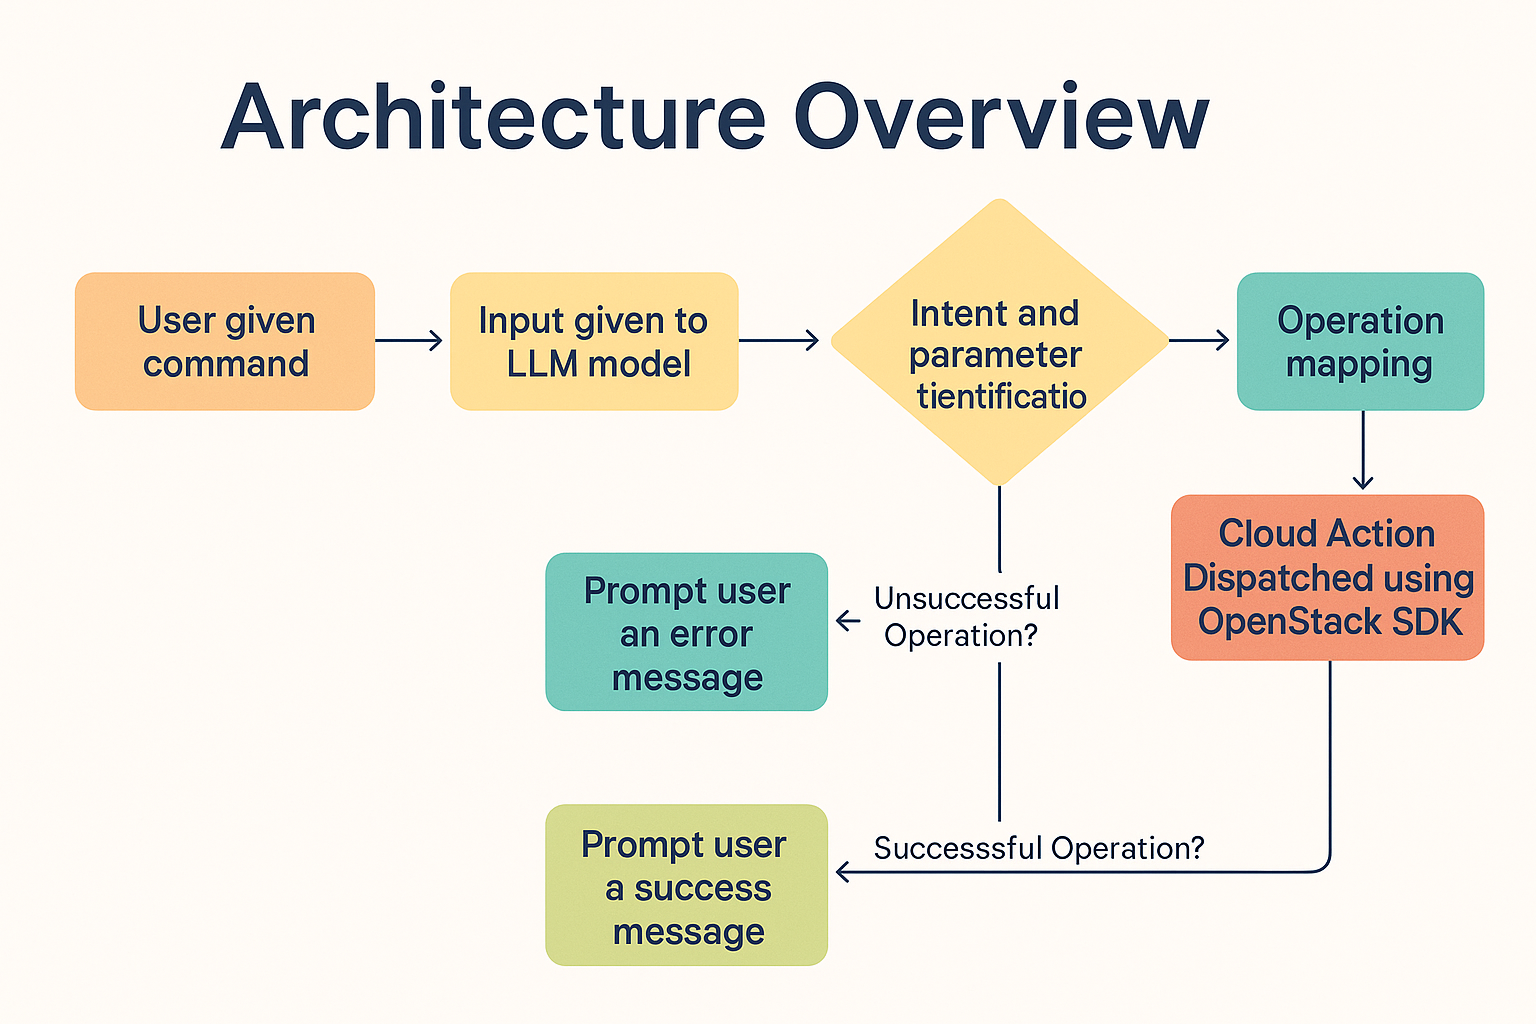 Architecture Overview
User given
command
Input given to
LLM model
Intent and
parameter
tientificatio
Operation
mapping
Cloud Action
Dispatched using
OpenStack SDK
Unsuccessful
Operation?
Prompt user
an error
message
Successsful Operation?
Prompt user
a success
message